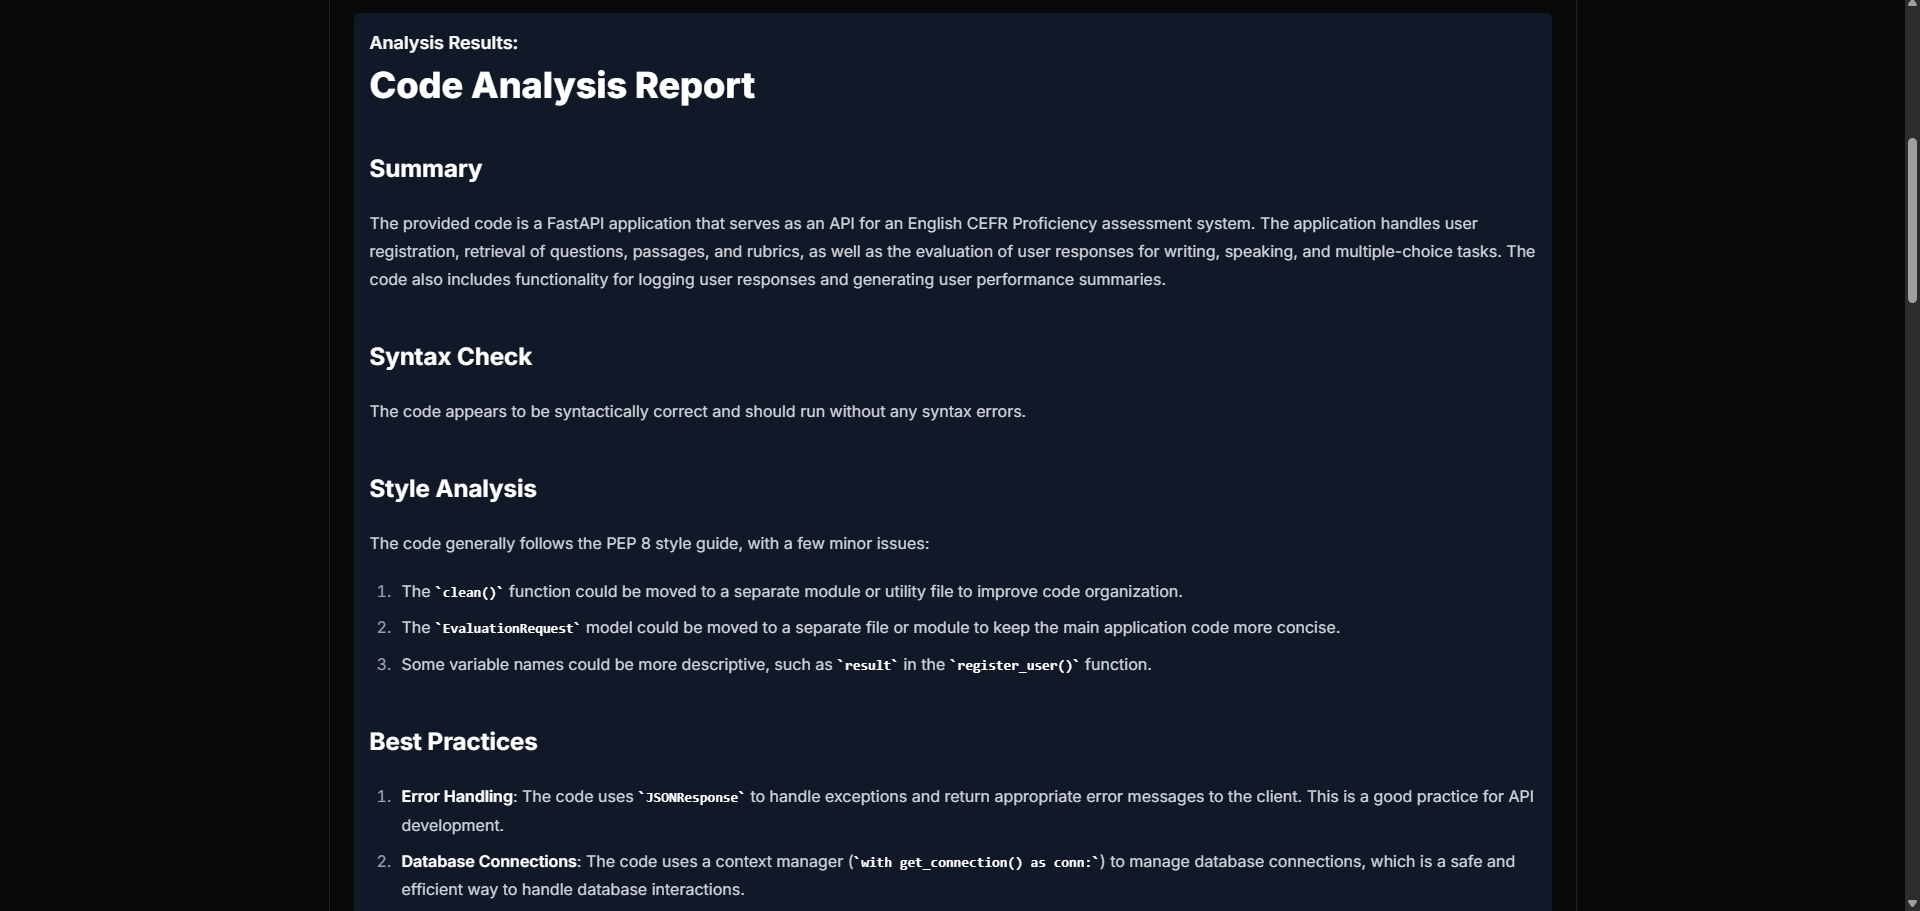 Analysis Results:
Code Analysis Report
Summary
The provided code is a FastAPI application that serves as an API for an English CEFR Proficiency assessment system. The application handles user
registration, retrieval of questions, passages, and rubrics, as well as the evaluation of user responses for writing, speaking, and multiple-choice tasks. The
code also includes functionality for logging user responses and generating user performance summaries.
Syntax Check
The code appears to be syntactically correct and should run without any syntax errors.
Style Analysis
The code generally follows the PEP 8 style guide, with a few minor issues:
1. The `clean()` function could be moved to a separate module or utility file to improve code organization.
2. The `EvaluationRequest` model could be moved to a separate file or module to keep the main application code more concise.
3. Some variable names could be more descriptive, such as `result` in the `register_user()` function.
Best Practices
1. Error Handling: The code uses `JSONResponse` to handle exceptions and return appropriate error messages to the client. This is a good practice for API
development.
2. Database Connections: The code uses a context manager (`with get_connection() as conn:`) to manage database connections, which is a safe and
efficient way to handle database interactions.